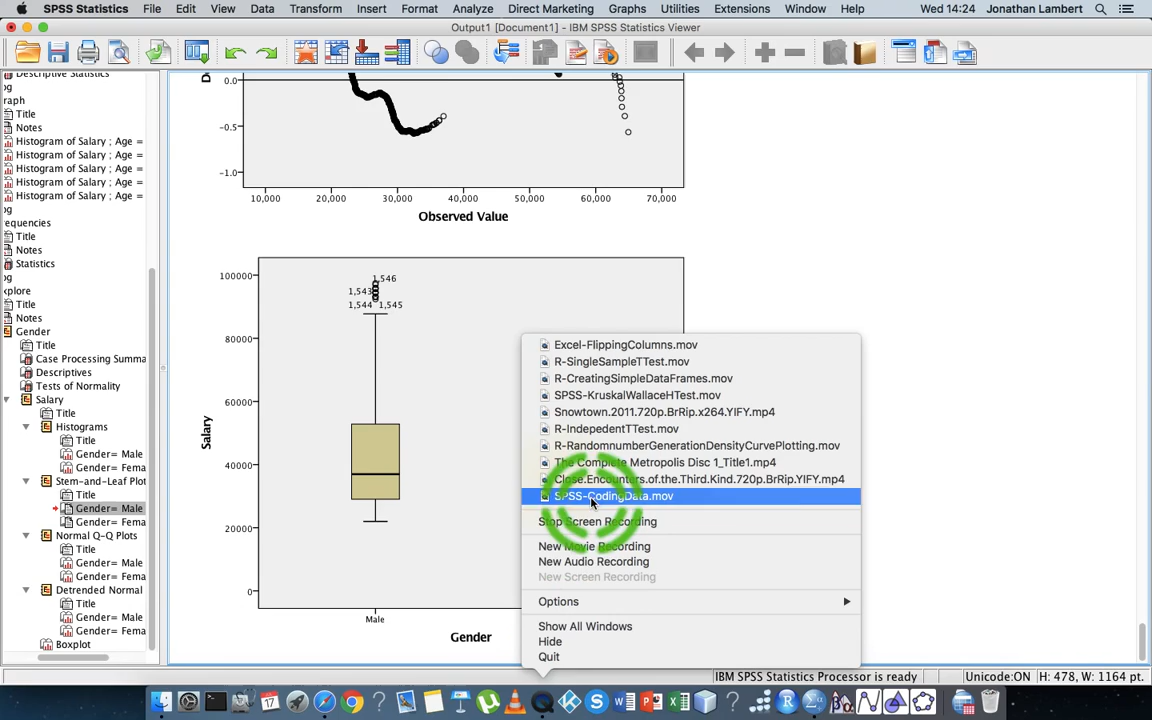 SPSS Statistics File Edit View Data Transform Insert Format Analyze Direct Marketing Graphs Utilities Extensions Window Help Wed 14:24 Jonathan Lambert
Output1 [Document1] - IBM SPSS Statistics Viewer
Descriptive Statistics
og
raph
Title
Notes
Histogram of Salary ; Age =
Histogram of Salary ; Age =
Histogram of Salary ; Age =
Histogram of Salary ; Age =
Histogram of Salary ; Age =
og
equencies
Title
Notes
Statistics
og
xplore
Title
Notes
Gender
Title
Case Processing Summa
Descriptives
Tests of Normality
Salary
Title
Histograms
Title
Gender= Male
Gender= Fema
Stem-and-Leaf Plot
Title
Gender= Male
Gender= Fema
Normal Q-Q Plots
Title
Gender= Male
Gender= Fema
Detrended Normal
Title
Gender= Male
Gender= Fema
Boxplot
0.0
-0.5
-1.0
10,000 20,000 30,000 40,000 50,000 60,000 70,000
Observed Value
100000
80000
60000
40000
20000
0
Salary
1,546
1,543
1,544 1,545
Male
Gender
Excel-FlippingColumns.mov
R-SingleSampleTTest.mov
R-CreatingSimpleDataFrames.mov
SPSS-KruskalWallaceHTest.mov
Snowtown.2011.720p.BrRip.x264.YIFY.mp4
R-IndepedentTTest.mov
R-RandomnumberGenerationDensityCurvePlotting.mov
The Complete Metropolis Disc 1_Title1.mp4
Close.Encounters.of.the.Third.Kind.720p.BrRip.YIFY.mp4
SPSS-CodingData.mov
Stop Screen Recording
New Movie Recording
New Audio Recording
New Screen Recording
Options
Show All Windows
Hide
Quit
IBM SPSS Statistics Processor is ready Unicode:ON H: 478, W: 1164 pt.
17